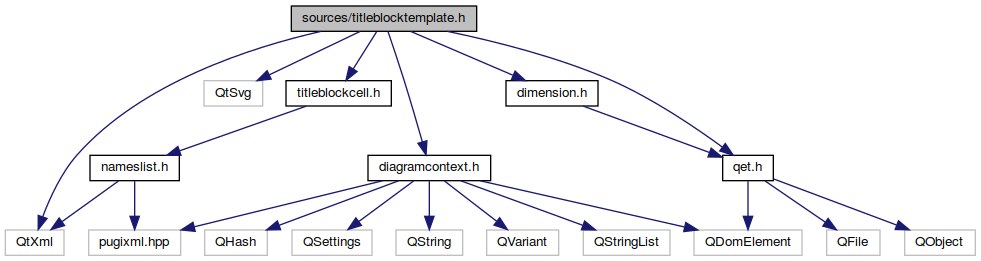 sources/titleblocktemplate.h
QtSvg
titleblockcell.h
dimension.h
nameslist.h
diagramcontext.h
qet.h
QtXml
pugixml.hpp
QHash
QSettings
QString
QVariant
QStringList
QDomElement
QFile
QObject